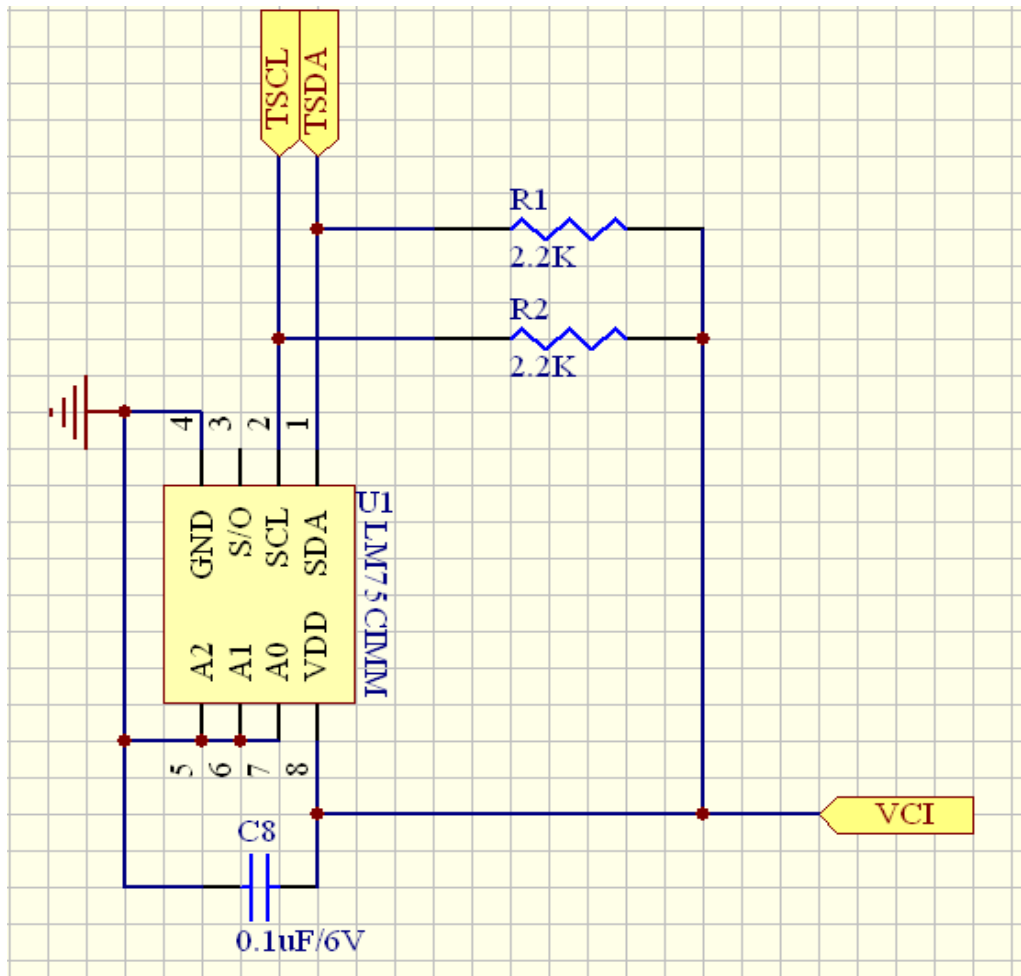 TSCL
TSDA
R1
2.2K
R2
2.2K
4
3
2
1
U1
LM75CIMM
GND
S/O
SCL
SDA
A2
A1
A0
VDD
5
6
7
8
VCI
C8
0.1uF/6V